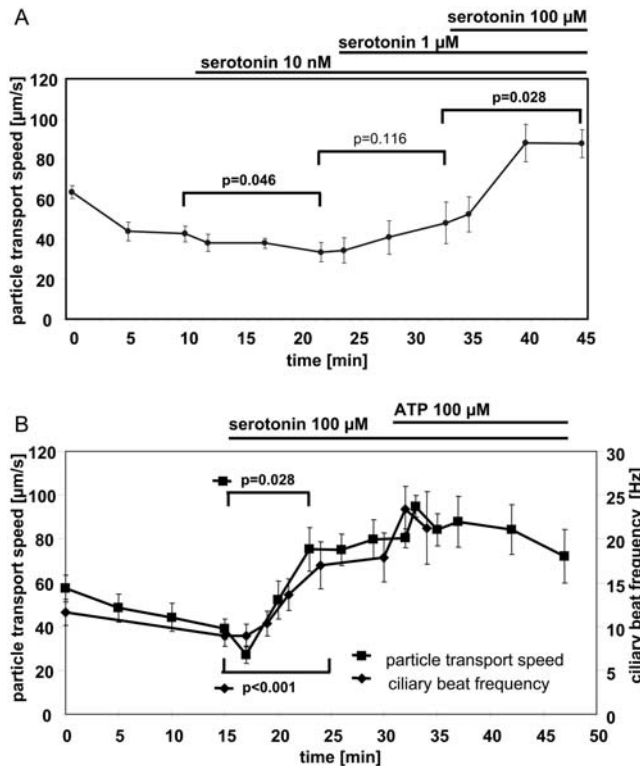 A
serotonin 100 µM
serotonin 1 µM
serotonin 10 nM
particle transport speed [µm/s]
120
100
80
60
40
20
0
p=0.046
p=0.116
p=0.028
0 5 10 15 20 25 30 35 40 45
time [min]
B
ATP 100 µM
serotonin 100 µM
particle transport speed [µm/s]
120
100
80
60
40
20
0
p=0.028
p<0.001
particle transport speed
ciliary beat frequency
30
25
20
15
10
5
0
ciliary beat frequency [Hz]
0 5 10 15 20 25 30 35 40 45 50
time [min]